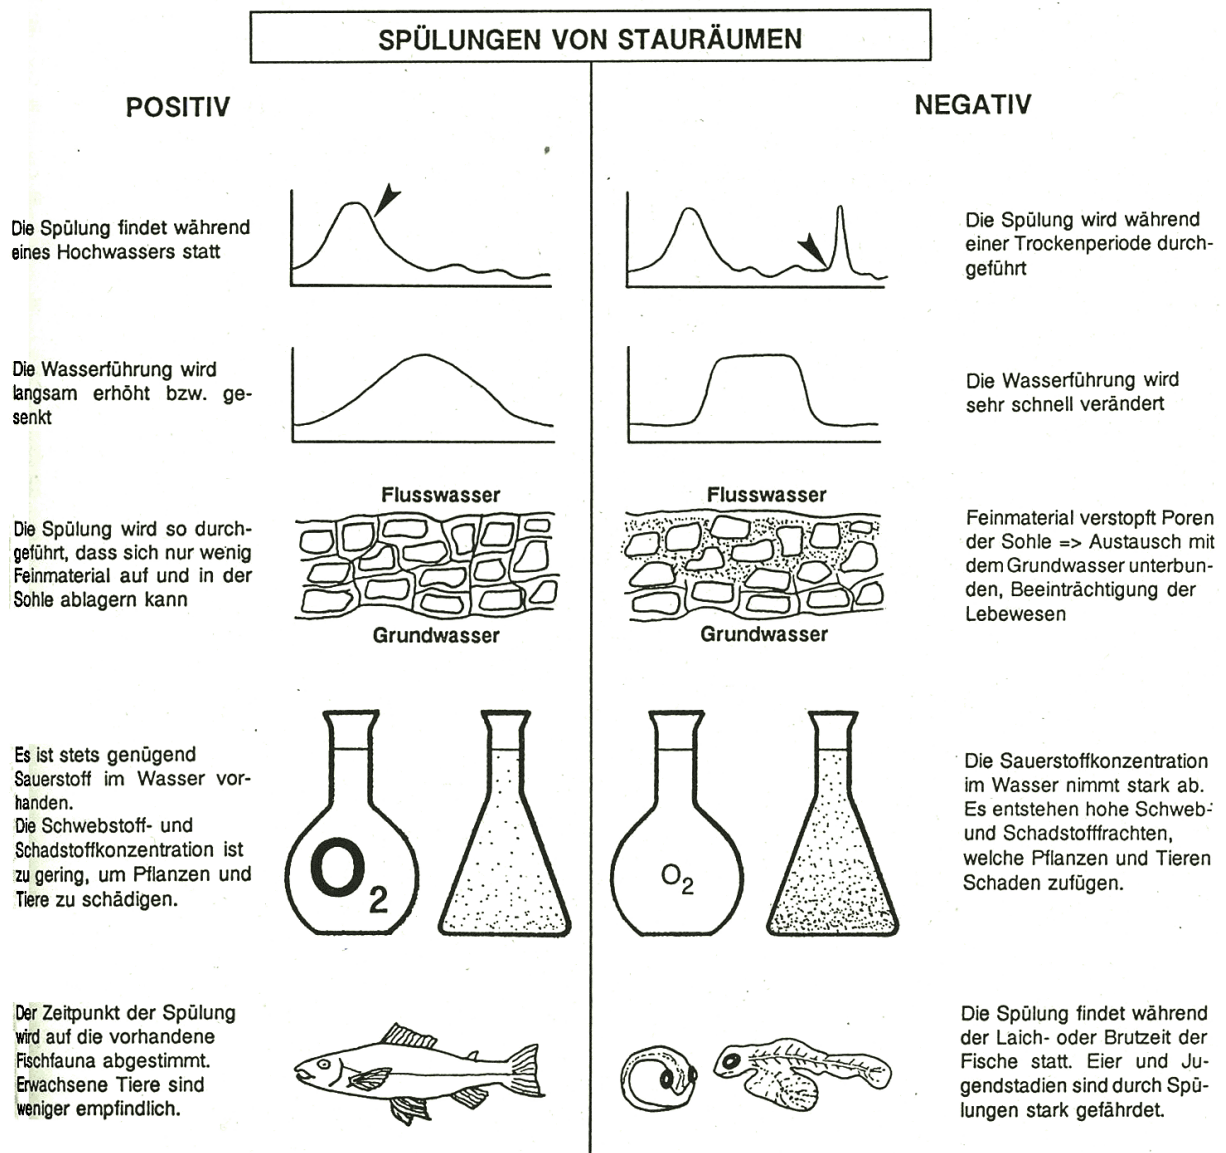 SPÜLUNGEN VON STAURÄUMEN
POSITIV
NEGATIV
Die Spülung findet während
eines Hochwassers statt
Die Spülung wird während
einer Trockenperiode durch-
geführt
Die Wasserführung wird
langsam erhöht bzw. ge-
senkt
Die Wasserführung wird
sehr schnell verändert
Die Spülung wird so durch-
geführt, dass sich nur wenig
Feinmaterial auf und in der
Sohle ablagern kann
Flusswasser
Grundwasser
Flusswasser
Grundwasser
Feinmaterial verstopft Poren
der Sohle => Austausch mit
dem Grundwasser unterbun-
den, Beeinträchtigung der
Lebewesen
Es ist stets genügend
Sauerstoff im Wasser vor-
handen.
Die Schwebstoff- und
Schadstoffkonzentration ist
zu gering, um Pflanzen und
Tiere zu schädigen.
O2
O2
Die Sauerstoffkonzentration
im Wasser nimmt stark ab.
Es entstehen hohe Schweb-
und Schadstofffrachten,
welche Pflanzen und Tieren
Schaden zufügen.
Der Zeitpunkt der Spülung
wird auf die vorhandene
Fischfauna abgestimmt.
Erwachsene Tiere sind
weniger empfindlich.
Die Spülung findet während
der Laich- oder Brutzeit der
Fische statt. Eier und Ju-
gendstadien sind durch Spü-
lungen stark gefährdet.